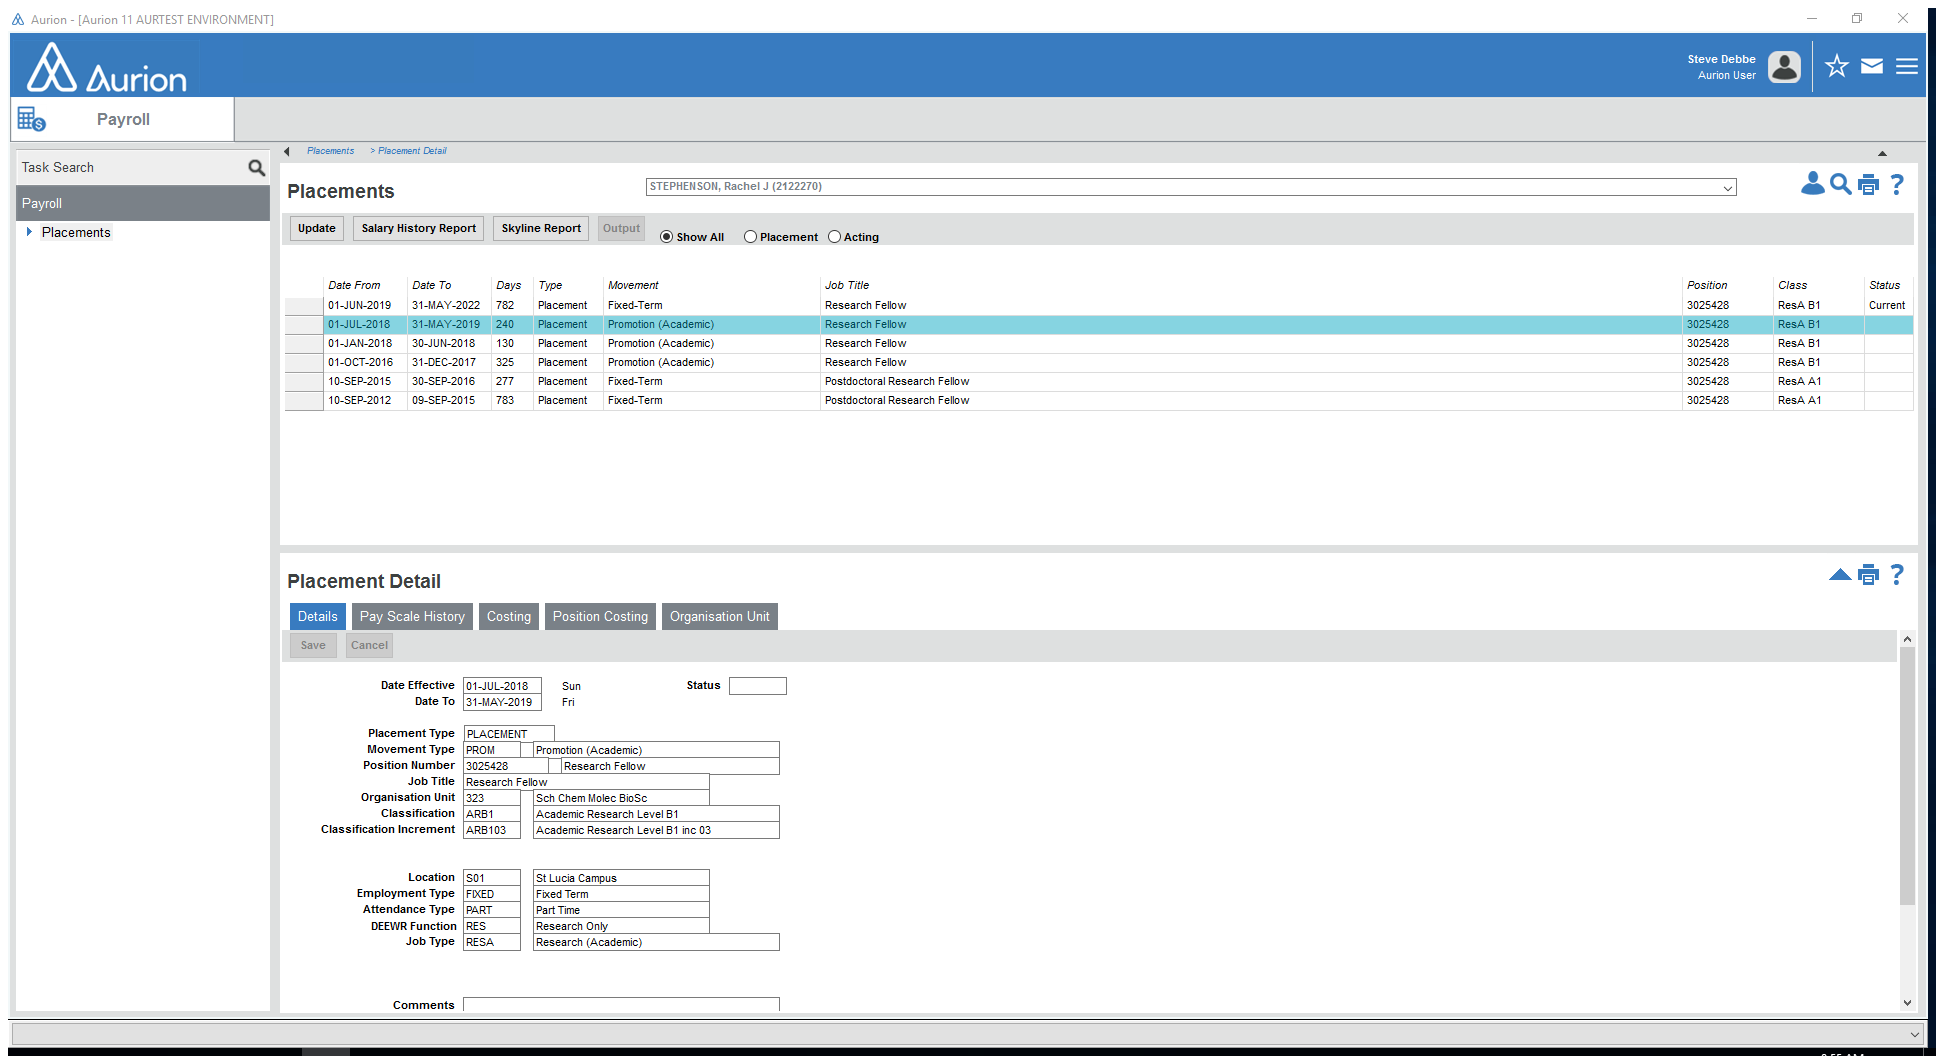 Aurion - [Aurion 11 AURTEST ENVIRONMENT]
Aurion
Steve Debbe
Aurion User
Payroll
Task Search
Payroll
Placements
Placements > Placement Detail
Placements
STEPHENSON, Rachel J (2122270)
?
Update Salary History Report Skyline Report Output Show All Placement Acting
Date From Date To Days Type Movement Job Title Position Class Status
01-JUN-2019 31-MAY-2022 782 Placement Fixed-Term Research Fellow 3025428 ResA B1 Current
01-JUL-2018 31-MAY-2019 240 Placement Promotion (Academic) Research Fellow 3025428 ResA B1
01-JAN-2018 30-JUN-2018 130 Placement Promotion (Academic) Research Fellow 3025428 ResA B1
01-OCT-2016 31-DEC-2017 325 Placement Promotion (Academic) Research Fellow 3025428 ResA B1
10-SEP-2015 30-SEP-2016 277 Placement Fixed-Term Postdoctoral Research Fellow 3025428 ResA A1
10-SEP-2012 09-SEP-2015 783 Placement Fixed-Term Postdoctoral Research Fellow 3025428 ResA A1
Placement Detail
?
Details Pay Scale History Costing Position Costing Organisation Unit
Save Cancel
Date Effective 01-JUL-2018 Sun Status
Date To 31-MAY-2019 Fri
Placement Type PLACEMENT
Movement Type PROM Promotion (Academic)
Position Number 3025428 Research Fellow
Job Title Research Fellow
Organisation Unit 323 Sch Chem Molec BioSc
Classification ARB1 Academic Research Level B1
Classification Increment ARB103 Academic Research Level B1 inc 03
Location S01 St Lucia Campus
Employment Type FIXED Fixed Term
Attendance Type PART Part Time
DEEWR Function RES Research Only
Job Type RESA Research (Academic)
Comments